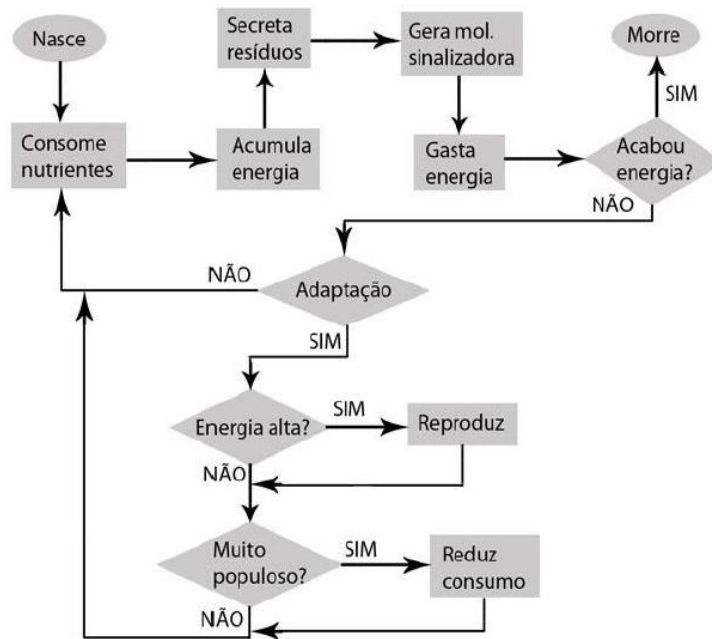 Nasce
Secreta
resíduos
Gera mol.
sinalizadora
Morre
SIM
Consome
nutrientes
Acumula
energia
Gasta
energia
Acabou
energia?
NÃO
NÃO
Adaptação
SIM
Energia alta?
SIM
Reproduz
NÃO
Muito
populoso?
SIM
Reduz
consumo
NÃO